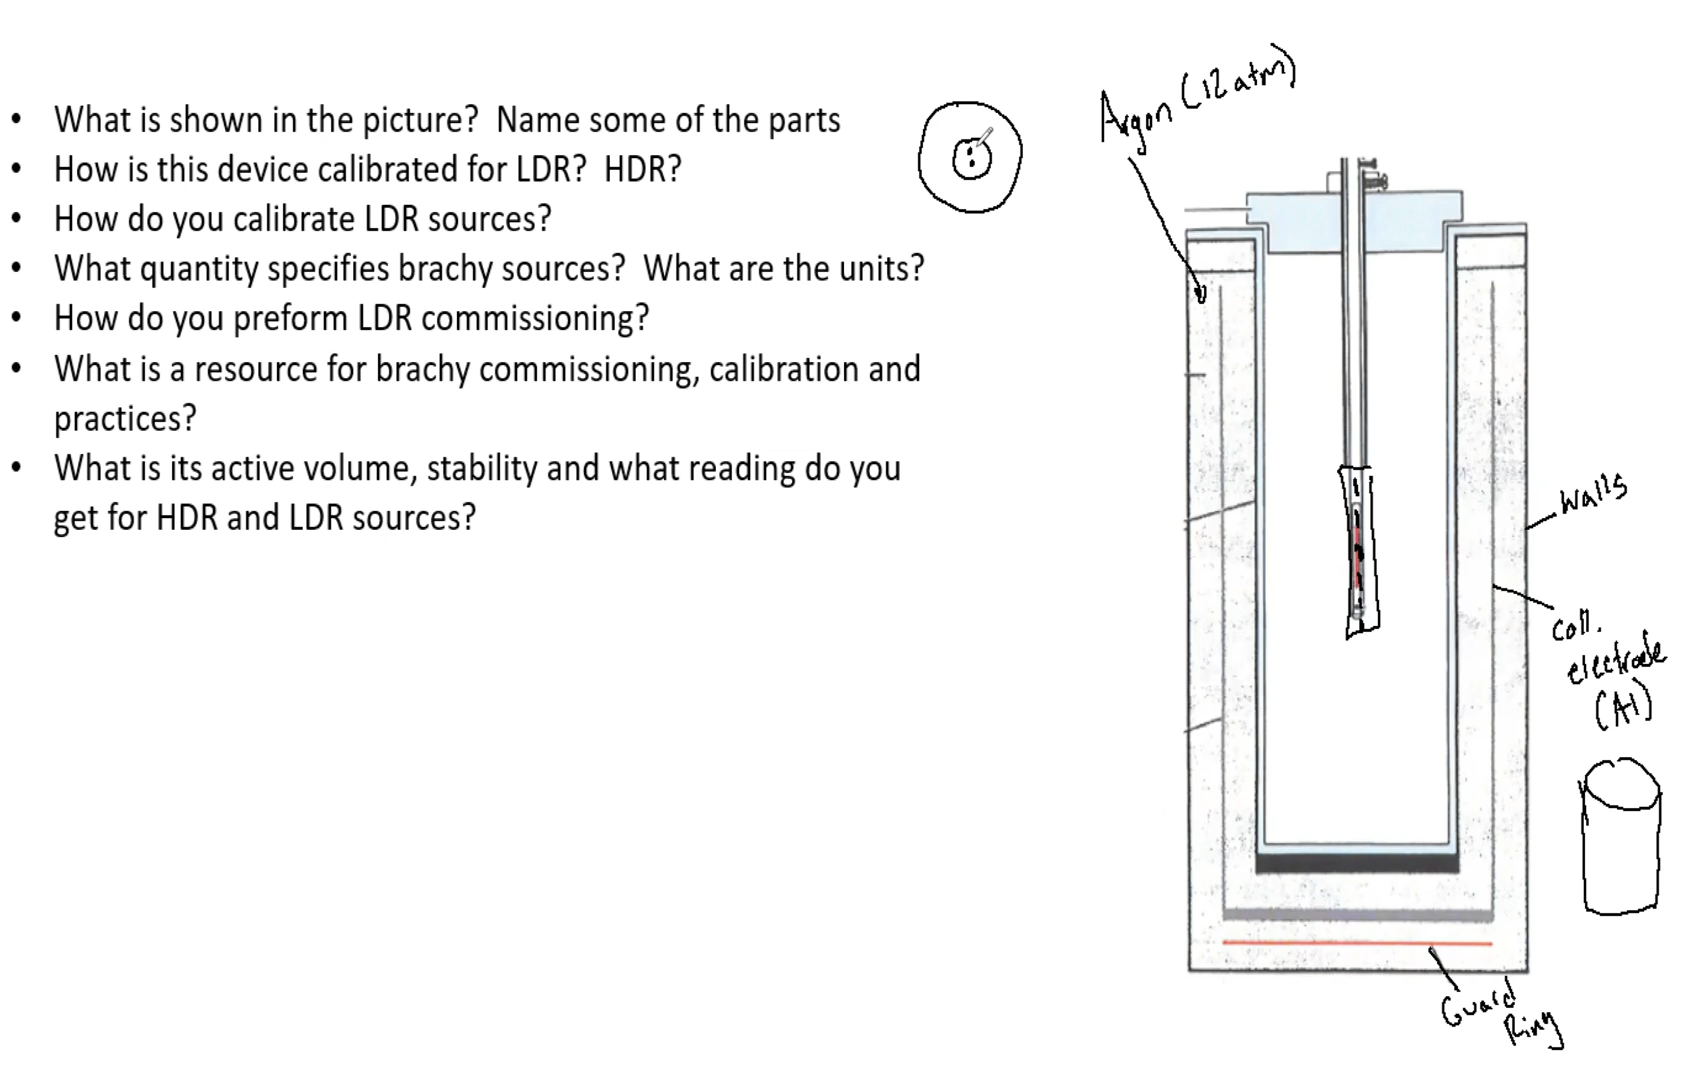 • What is shown in the picture?  Name some of the parts
• How is this device calibrated for LDR?  HDR?
• How do you calibrate LDR sources?
• What quantity specifies brachy sources?  What are the units?
• How do you preform LDR commissioning?
• What is a resource for brachy commissioning, calibration and
practices?
• What is its active volume, stability and what reading do you
get for HDR and LDR sources?
Argon (12 atm)
walls
Coll.
electrode
(Al)
Guard
Ring